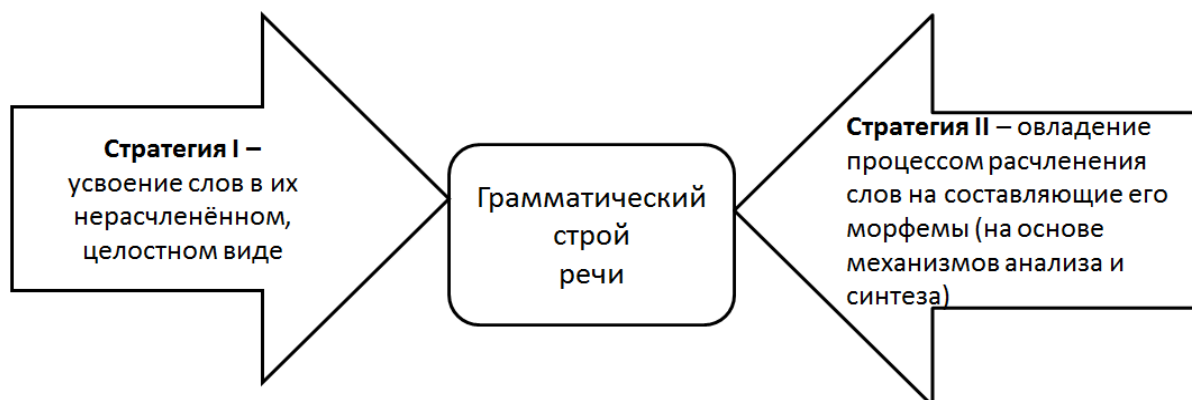 Стратегия I –
усвоение слов в их
нерасчленённом,
целостном виде
Грамматический
строй
речи
Стратегия II – овладение
процессом расчленения
слов на составляющие его
морфемы (на основе
механизмов анализа и
синтеза)